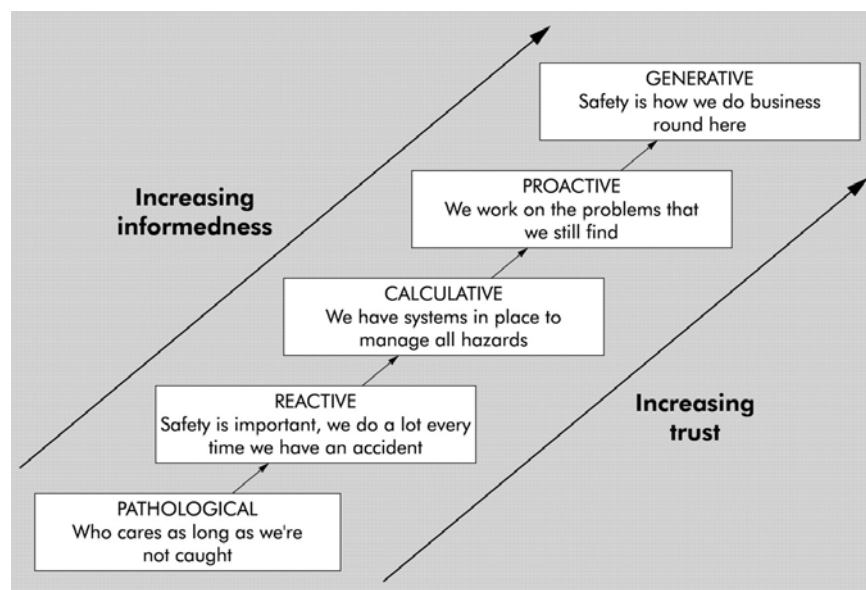 GENERATIVE
Safety is how we do business
round here
Increasing
informedness
PROACTIVE
We work on the problems that
we still find
CALCULATIVE
We have systems in place to
manage all hazards
REACTIVE
Safety is important, we do a lot every
time we have an accident
Increasing
trust
PATHOLOGICAL
Who cares as long as we're
not caught